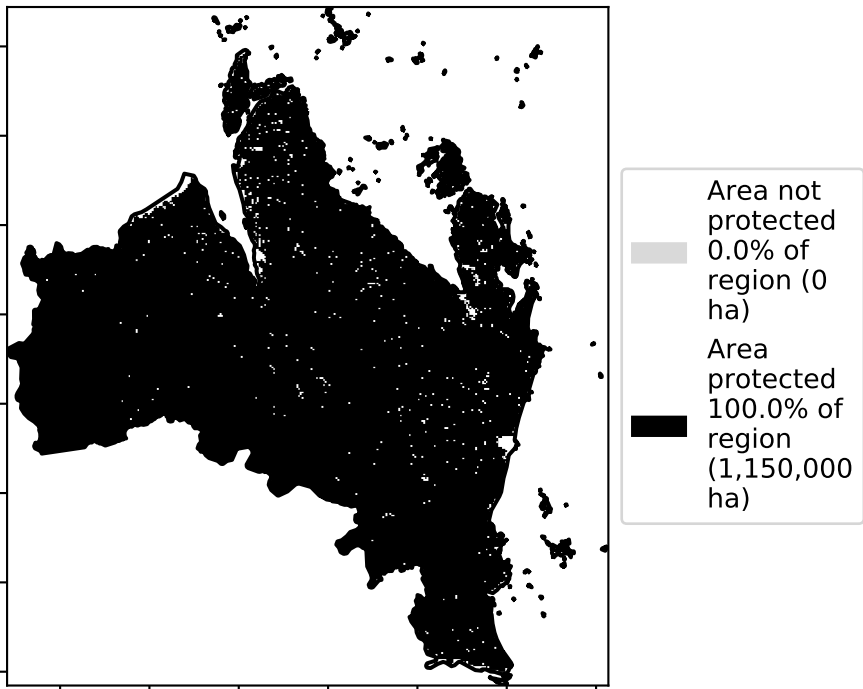 Area not
protected
0.0% of
region (0
ha)
Area
protected
100.0% of
region
(1,150,000
ha)